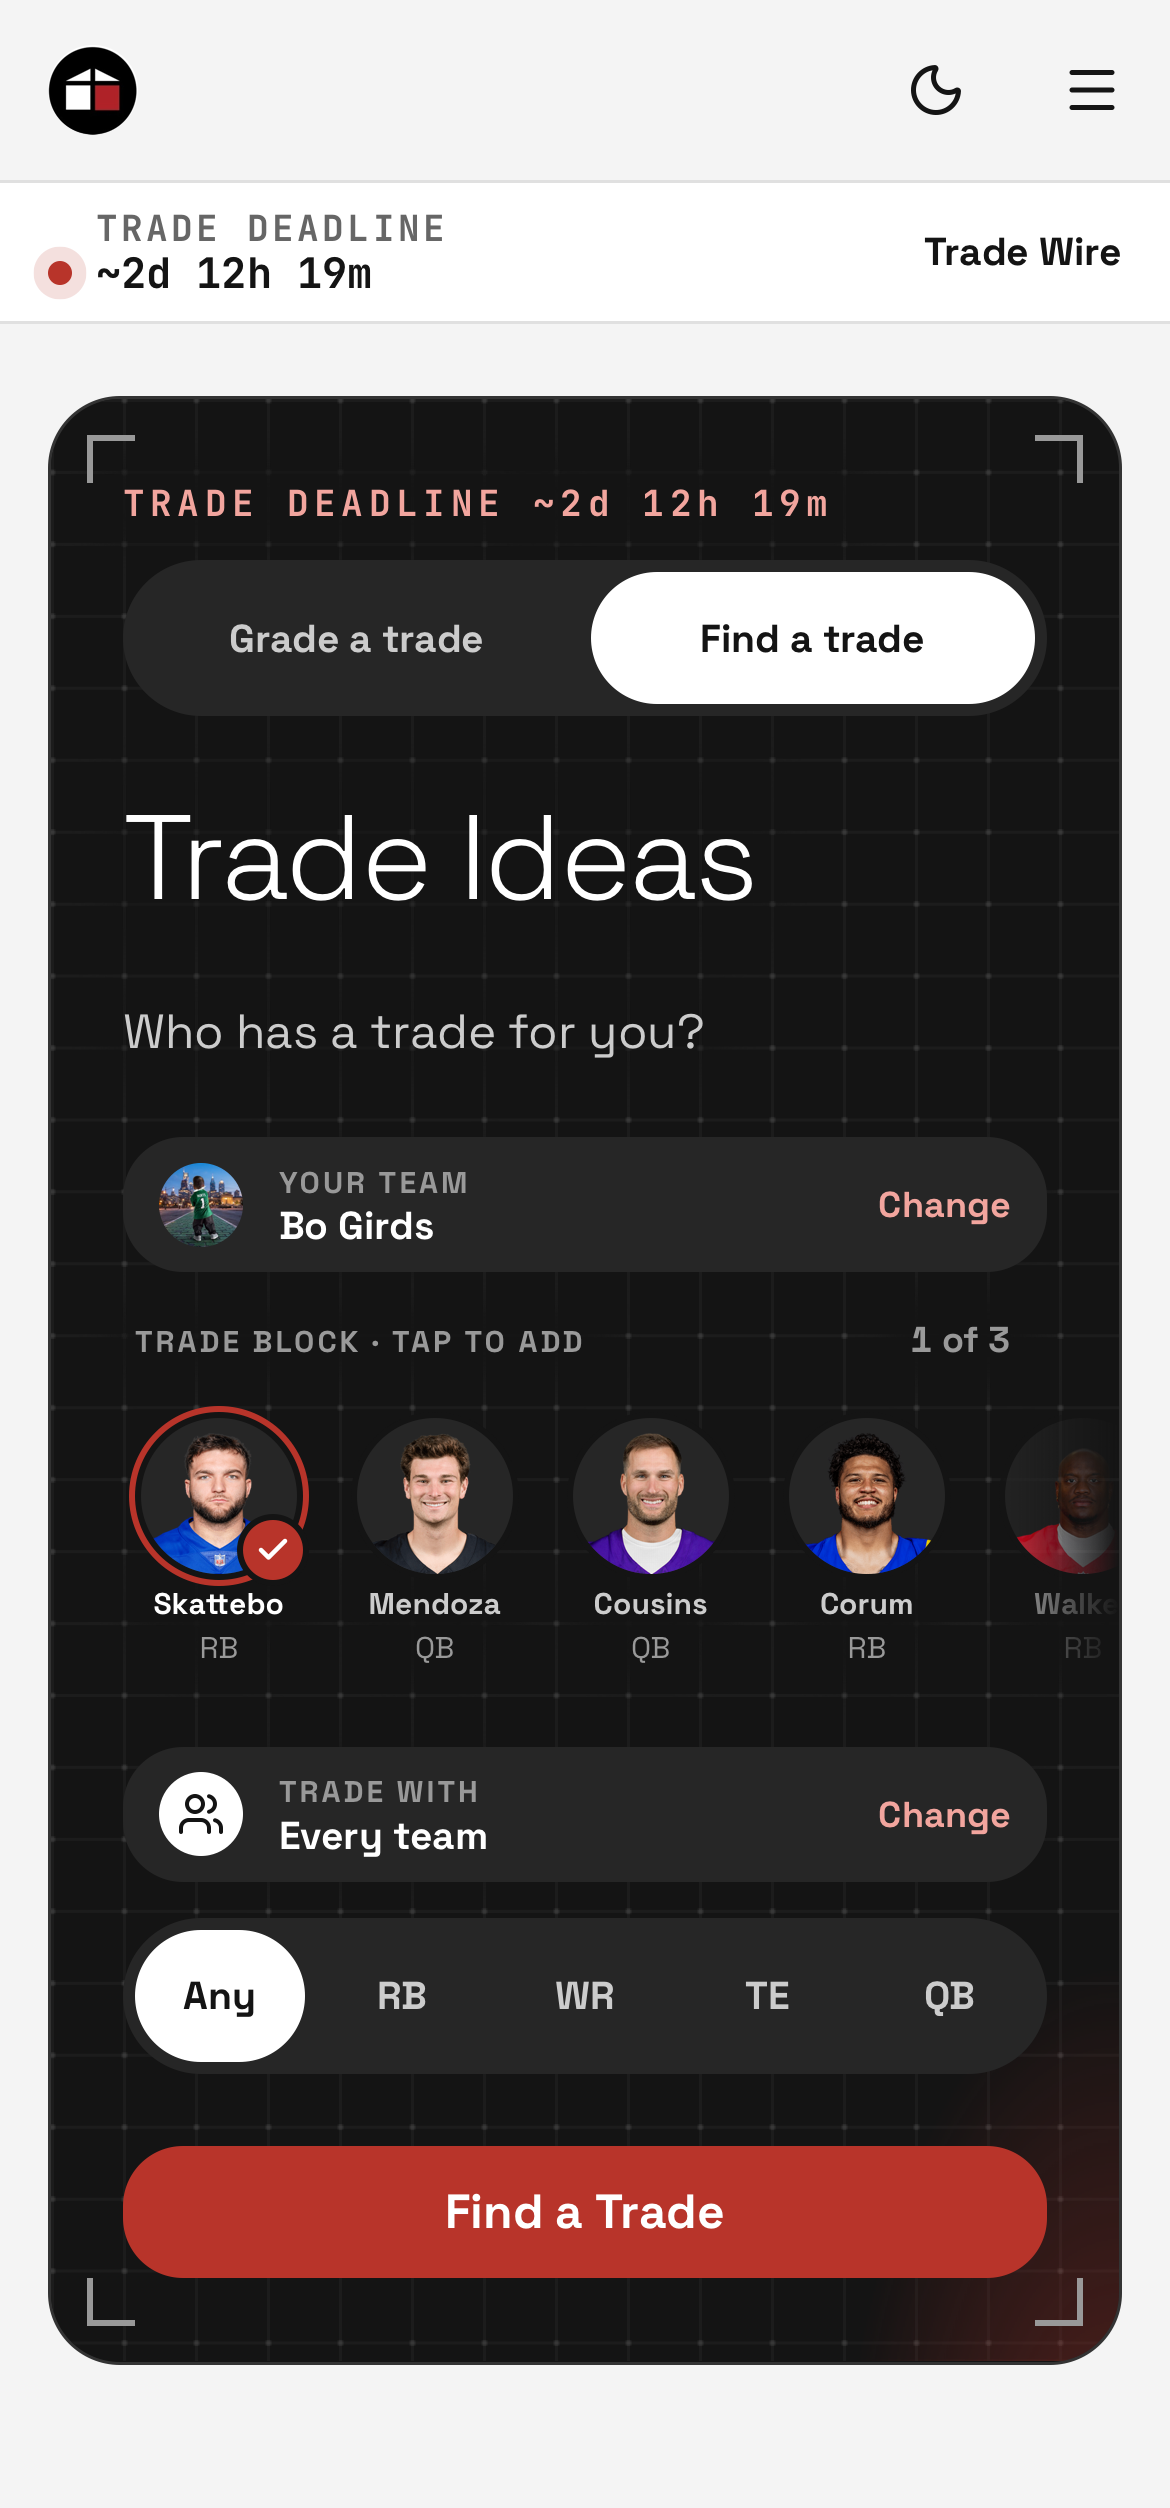 TRADE DEADLINE
~2d 12h 19m
Trade Wire
TRADE DEADLINE ~2d 12h 19m
Grade a trade
Find a trade
Trade Ideas
Who has a trade for you?
YOUR TEAM
Bo Girds
Change
TRADE BLOCK · TAP TO ADD
1 of 3
Skattebo
Mendoza
Cousins
Corum
Walke
RB
QB
QB
RB
RB
TRADE WITH
Every team
Change
Any
RB
WR
TE
QB
Find a Trade